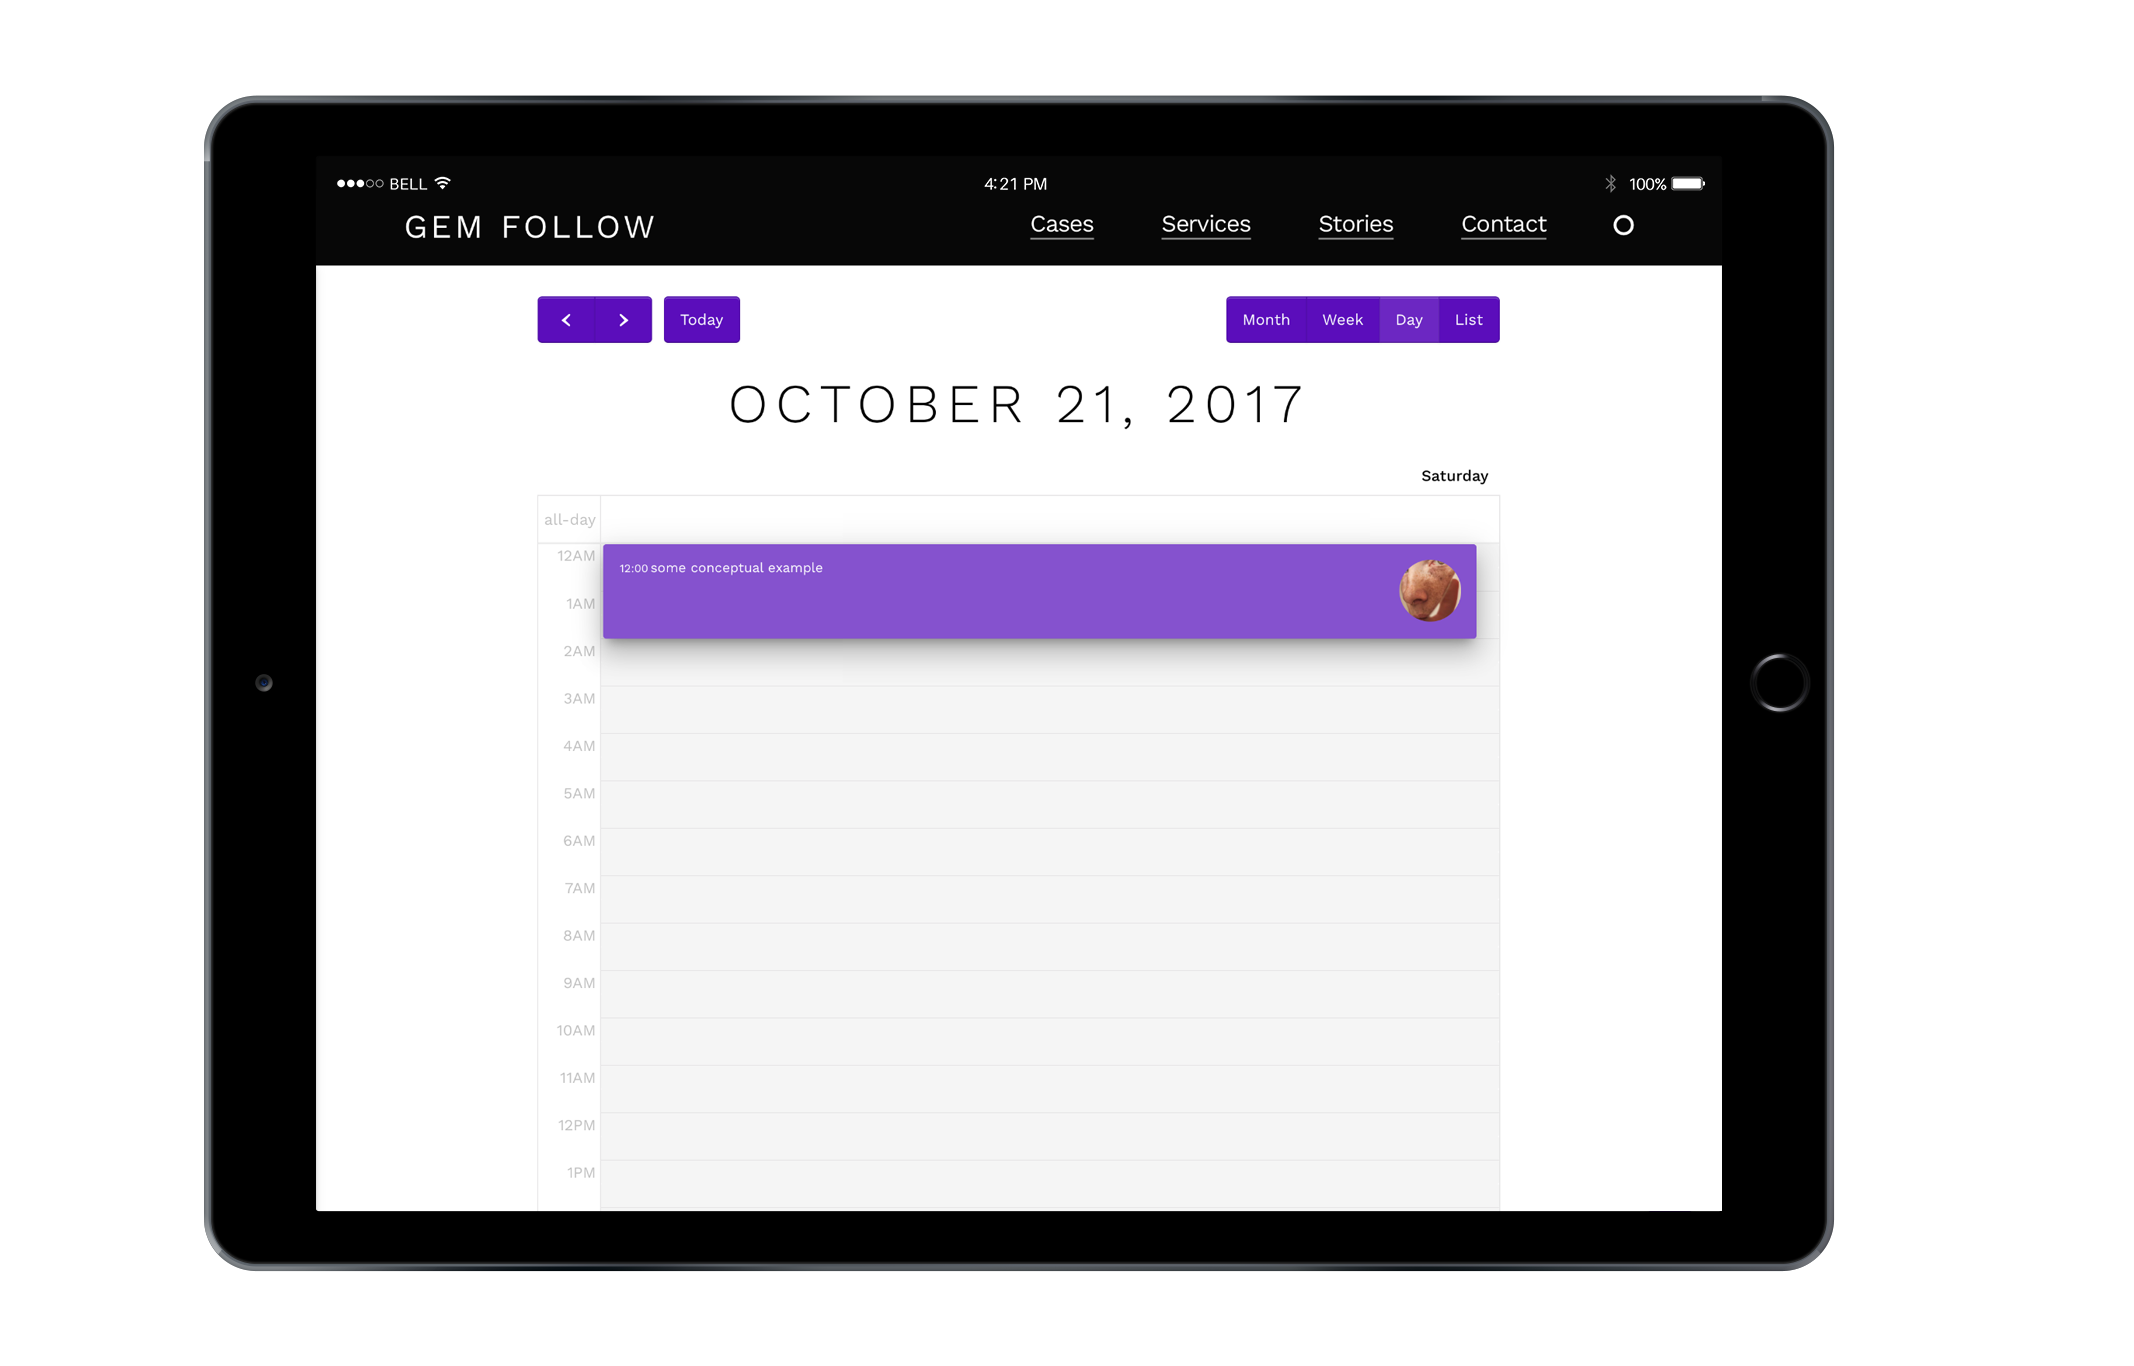 BELL 4:21 PM 100%
GEM FOLLOW Cases Services Stories Contact
Today Month Week Day List
OCTOBER 21, 2017
Saturday
all-day
12AM
12:00 some conceptual example
1AM
2AM
3AM
4AM
5AM
6AM
7AM
8AM
9AM
10AM
11AM
12PM
1PM